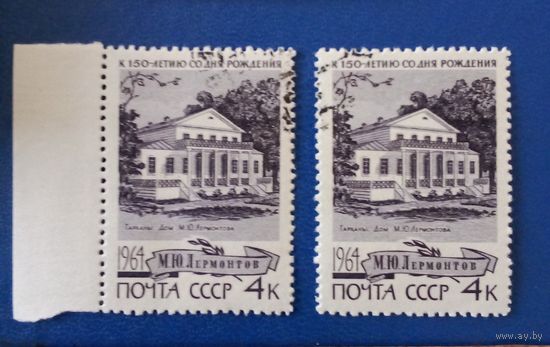 К 150-ЛЕТИЮ СО ДНЯ РОЖДЕНИЯ
ТАРХАНЫ. ДОМ М.Ю. ЛЕРМОНТОВА.
1964
М.Ю. ЛЕРМОНТОВ
ПОЧТА СССР 4К
К 150-ЛЕТИЮ СО ДНЯ РОЖДЕНИЯ
ТАРХАНЫ. ДОМ М.Ю. ЛЕРМОНТОВА.
1964
М.Ю. ЛЕРМОНТОВ
ПОЧТА СССР 4К
https://www.ay.by/